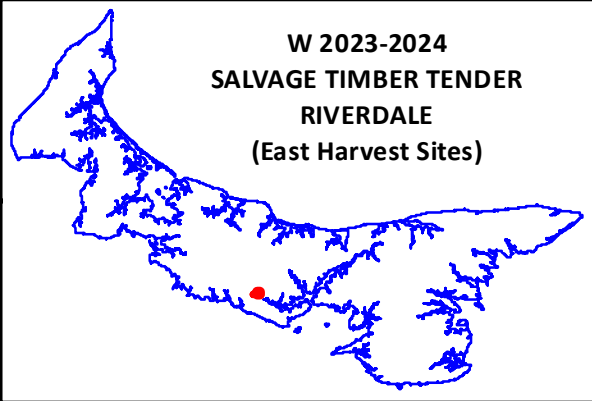 W 2023-2024
SALVAGE TIMBER TENDER
RIVERDALE
(East Harvest Sites)